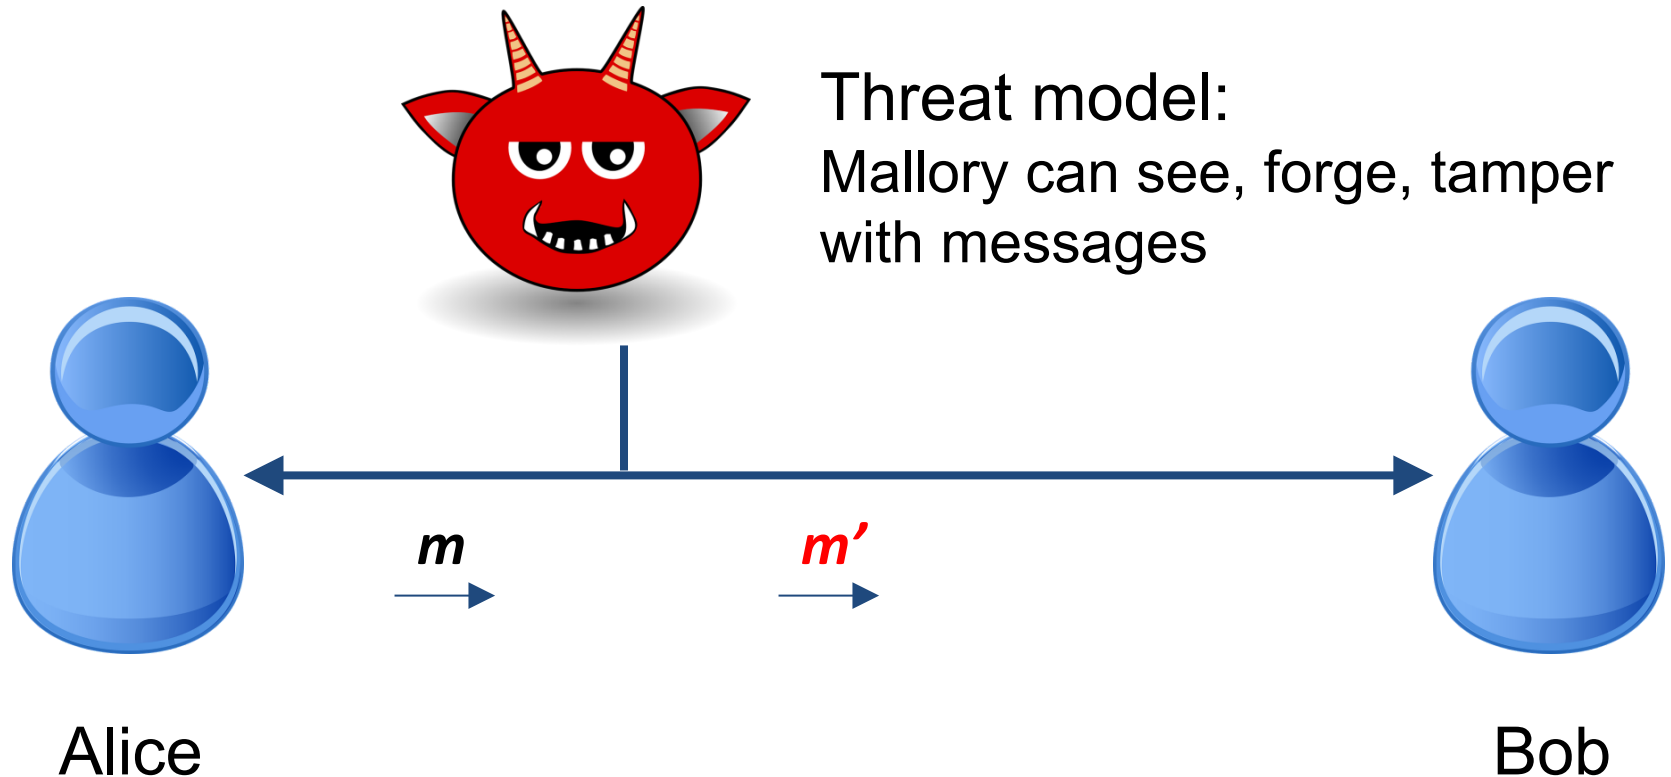 Threat model:
Mallory can see, forge, tamper
with messages
m
m’
Alice
Bob